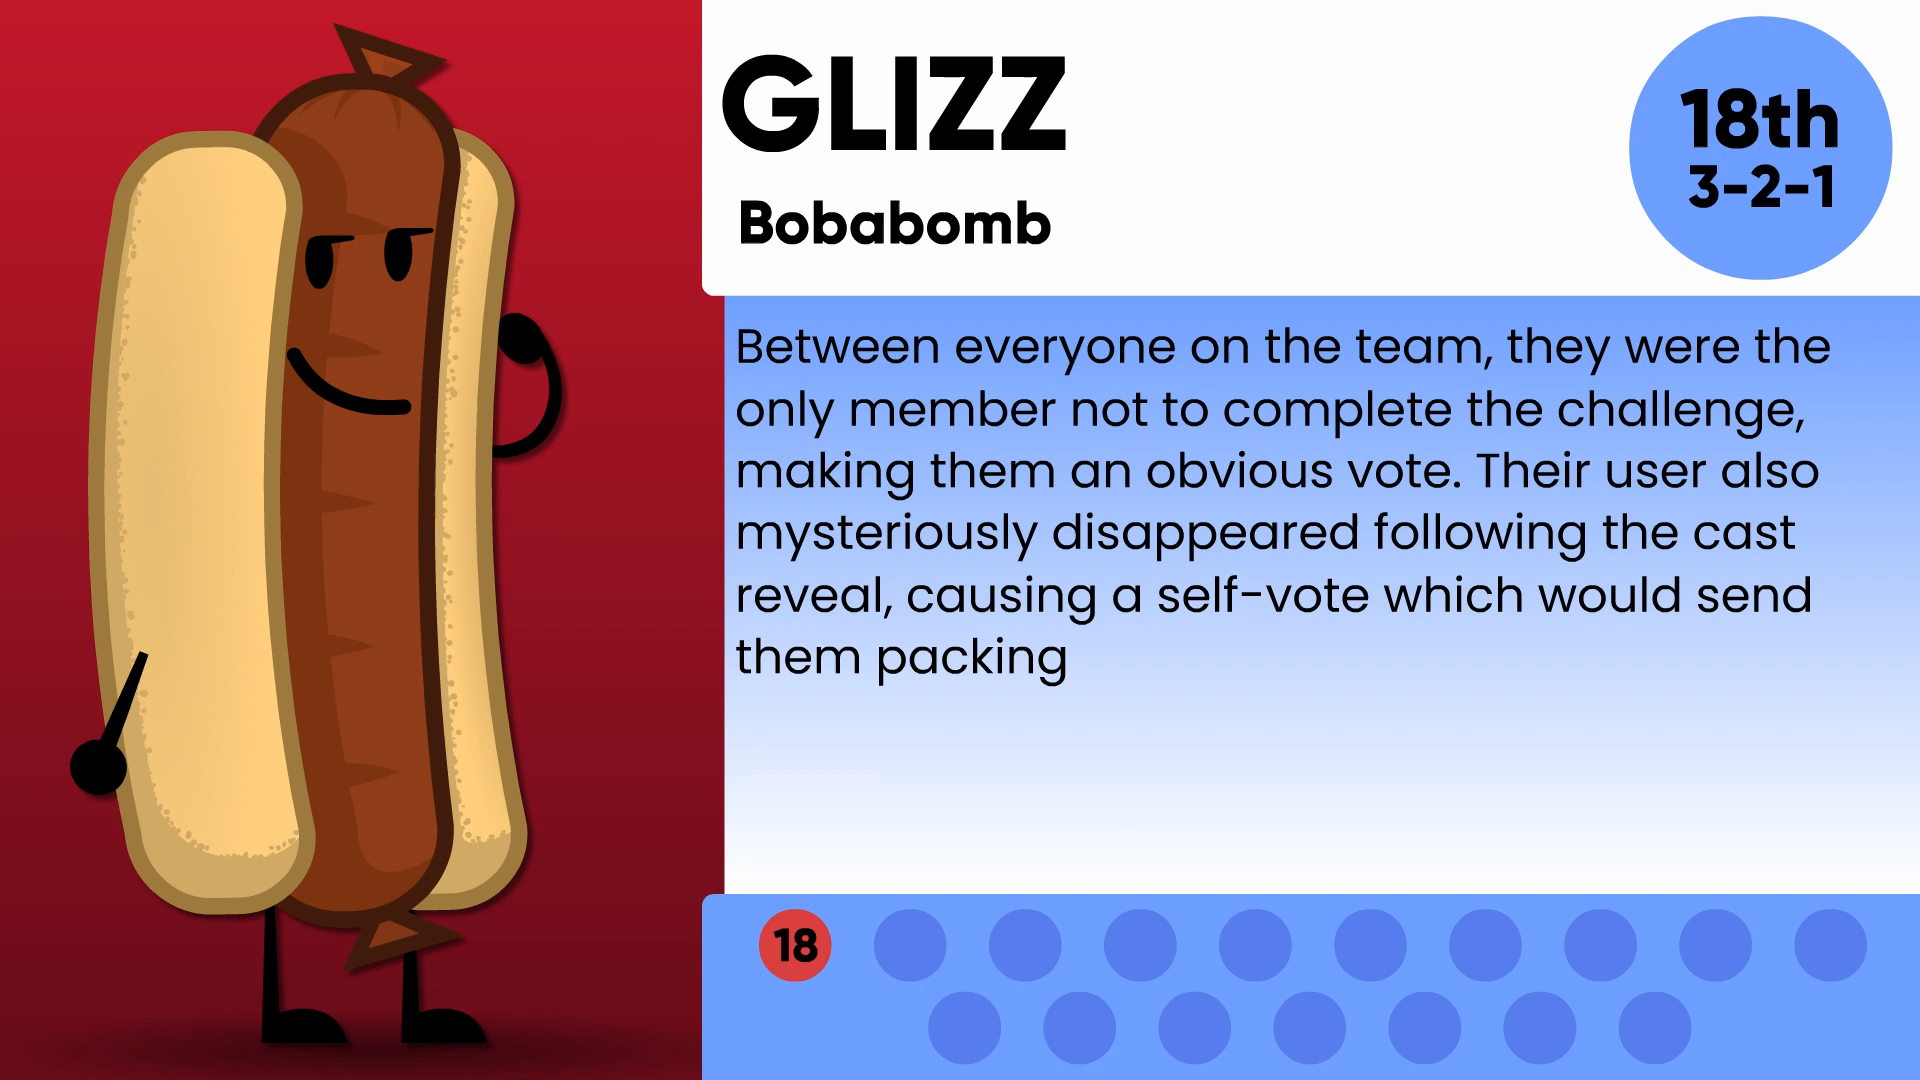 GLIZZ
Bobabomb
18th
3-2-1
Between everyone on the team, they were the
only member not to complete the challenge,
making them an obvious vote. Their user also
mysteriously disappeared following the cast
reveal, causing a self-vote which would send
them packing
18